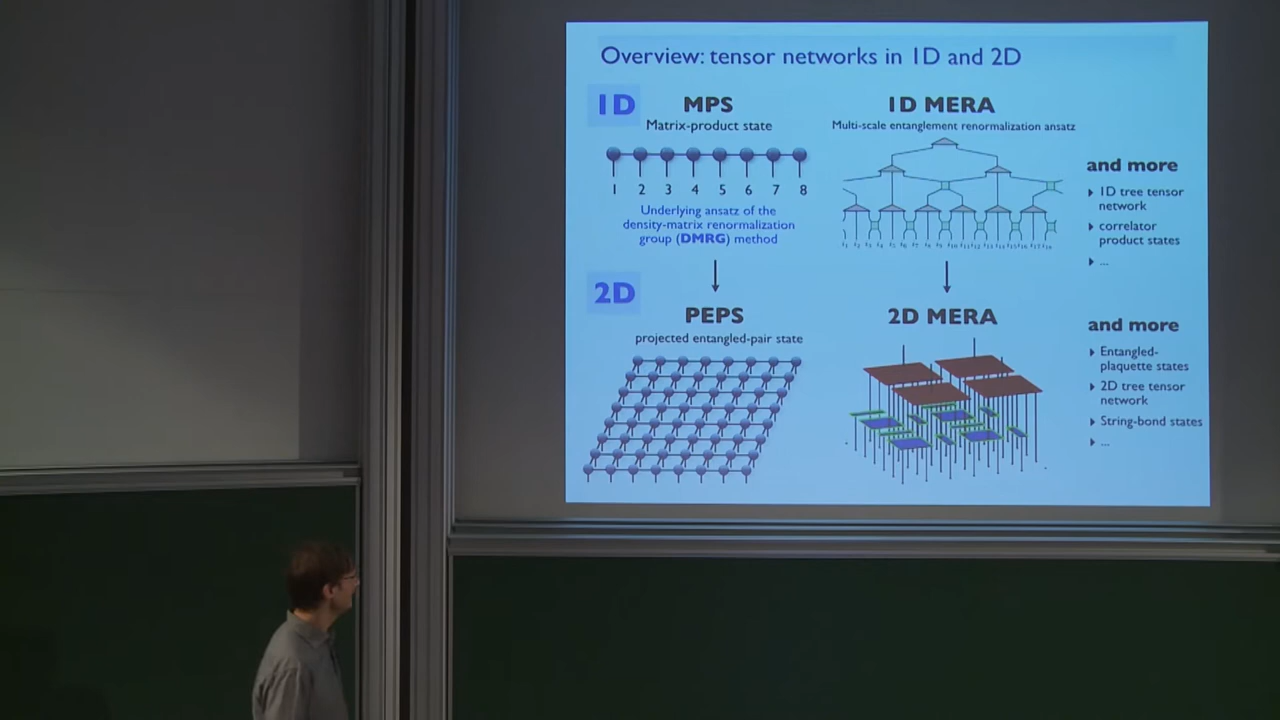 Overview: tensor networks in 1D and 2D
1D
MPS
Matrix-product state
1 2 3 4 5 6 7 8
Underlying ansatz of the
density-matrix renormalization
group (DMRG) method
1D MERA
Multi-scale entanglement renormalization ansatz
and more
1D tree tensor
network
correlator
product states
...
2D
PEPS
projected entangled-pair state
2D MERA
and more
Entangled-
plaquette states
2D tree tensor
network
String-bond states
...